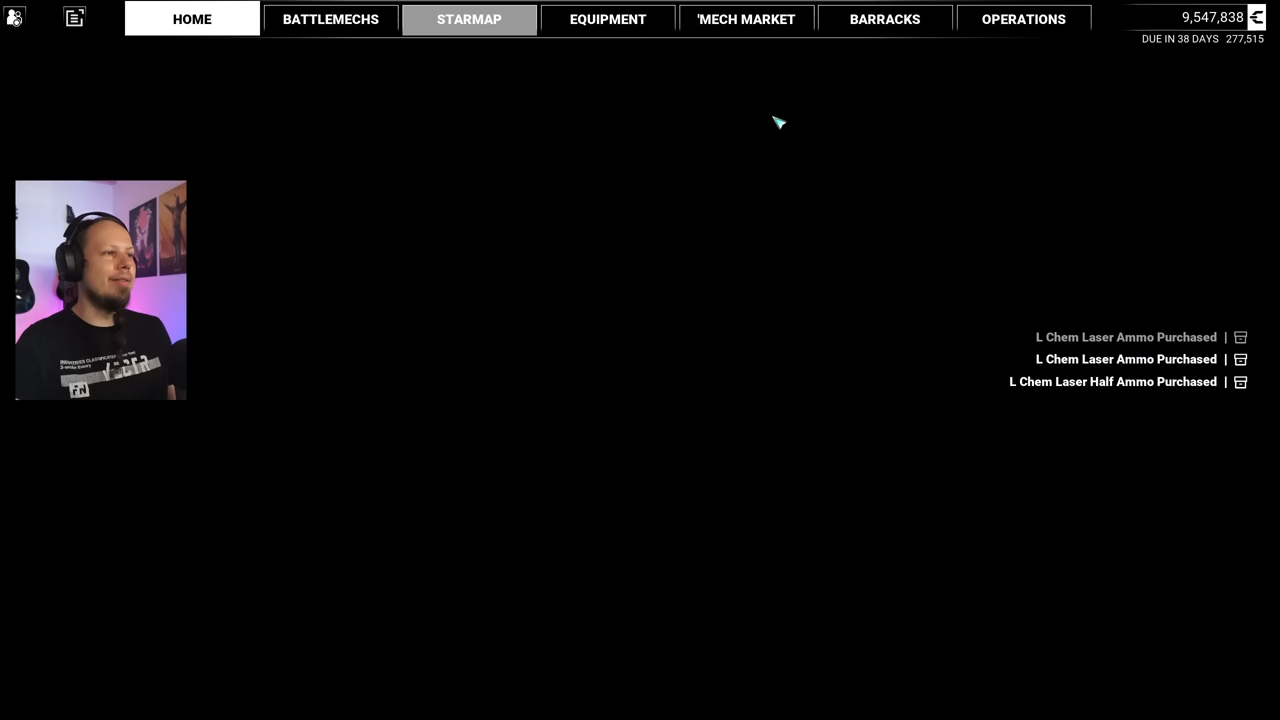 HOME
BATTLEMECHS
STARMAP
EQUIPMENT
'MECH MARKET
BARRACKS
OPERATIONS
9,547,838
DUE IN 38 DAYS 277,515
L Chem Laser Ammo Purchased |
L Chem Laser Ammo Purchased |
L Chem Laser Half Ammo Purchased |